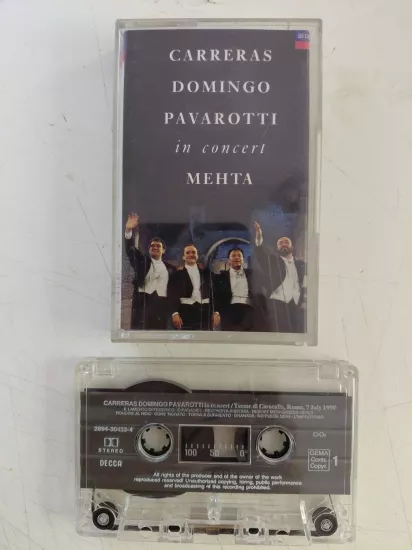 DECCA
CARRERAS
DOMINGO
PAVAROTTI
in concert
MEHTA
CARRERAS DOMINGO PAVAROTTI in concert / Terme di Caracalla, Rome, 7 July 1990
STEREO
DECCA
100 50 0
GEMA
1
All rights of the producer and of the owner of the work
reproduced reserved! Unauthorized copying, hiring, public performance
and broadcasting of this recording prohibited.